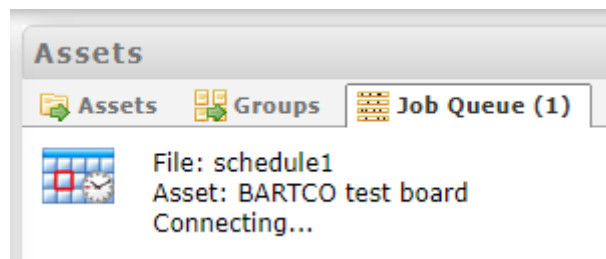 Assets
Assets Groups Job Queue (1)
File: schedule1
Asset: BARTCO test board
Connecting...